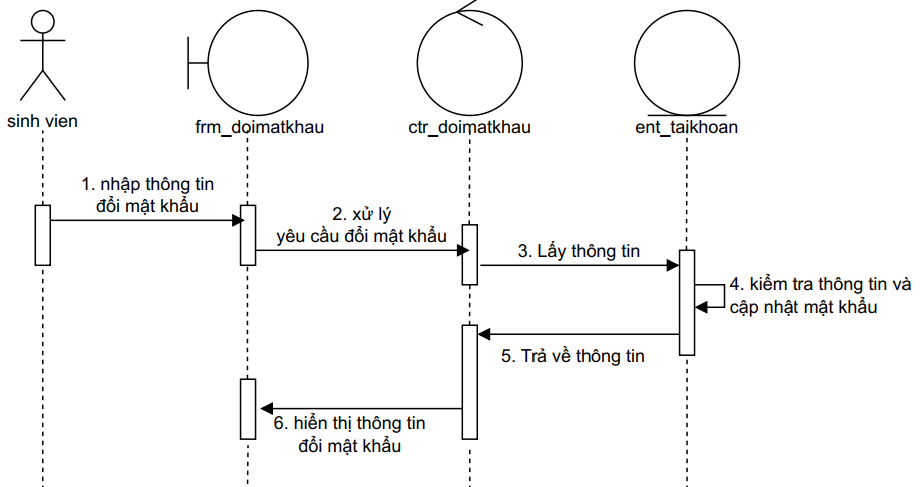 sinh vien
frm_doimatkhau
ctr_doimatkhau
ent_taikhoan
1. nhập thông tin
đổi mật khẩu
2. xử lý
yêu cầu đổi mật khẩu
3. Lấy thông tin
4. kiểm tra thông tin và
cập nhật mật khẩu
5. Trả về thông tin
6. hiển thị thông tin
đổi mật khẩu